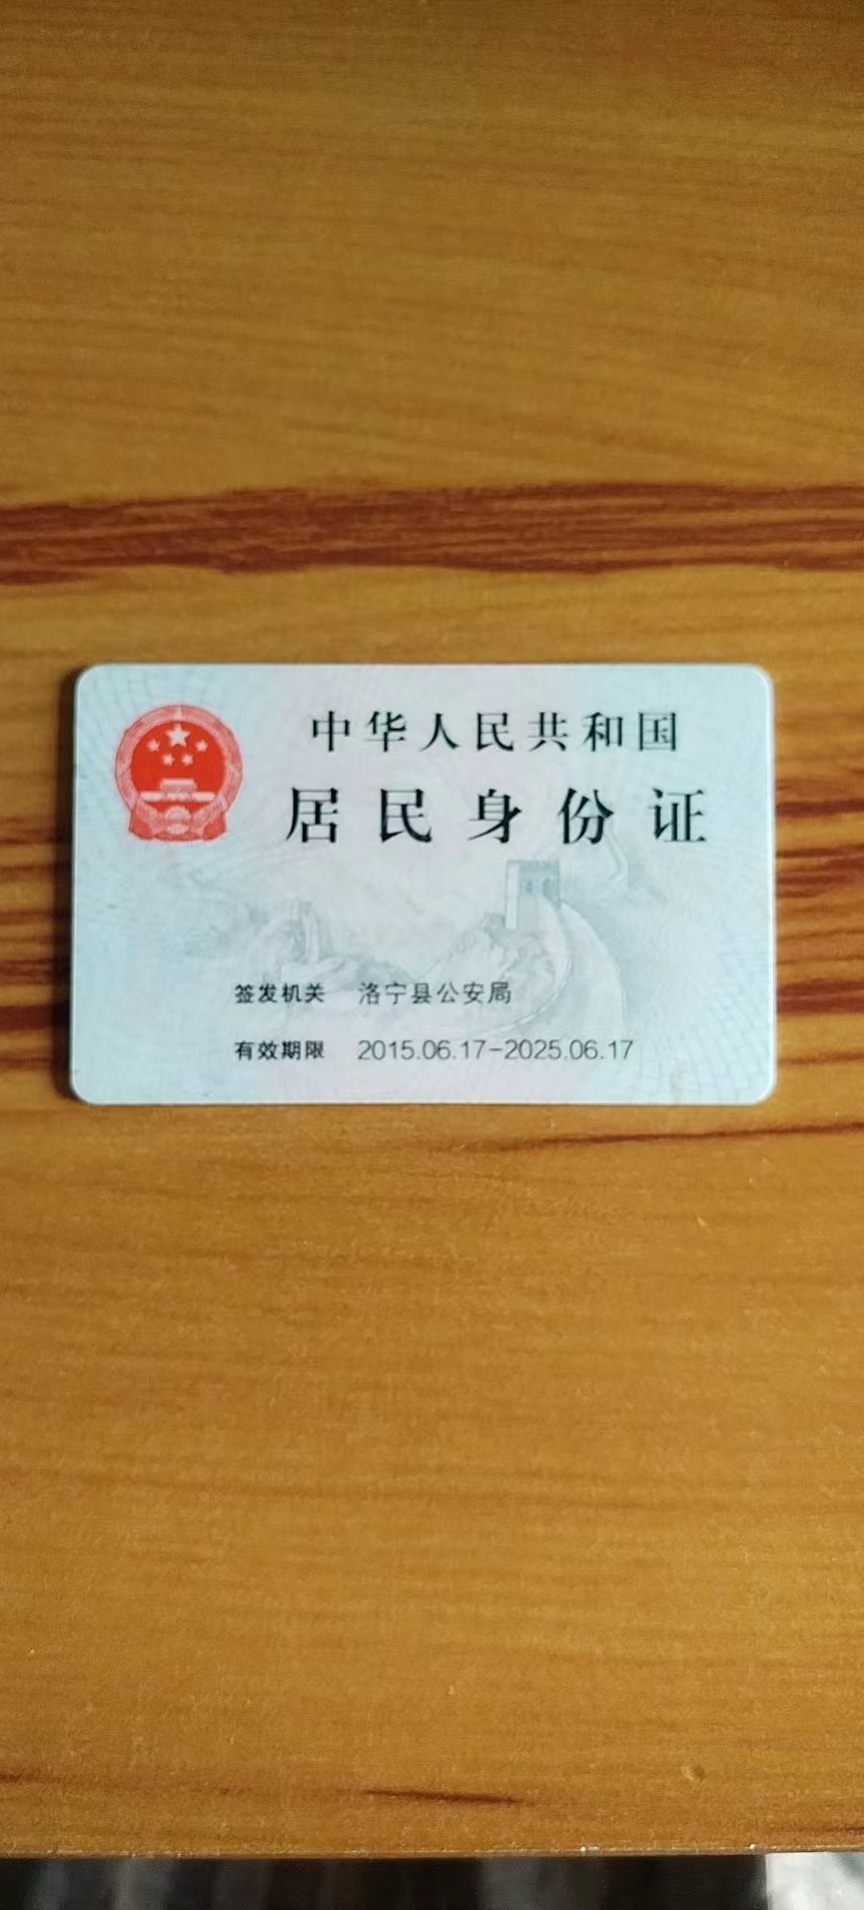 中华人民共和国
居民身份证
签发机关 洛宁县公安局
有效期限 2015.06.17-2025.06.17